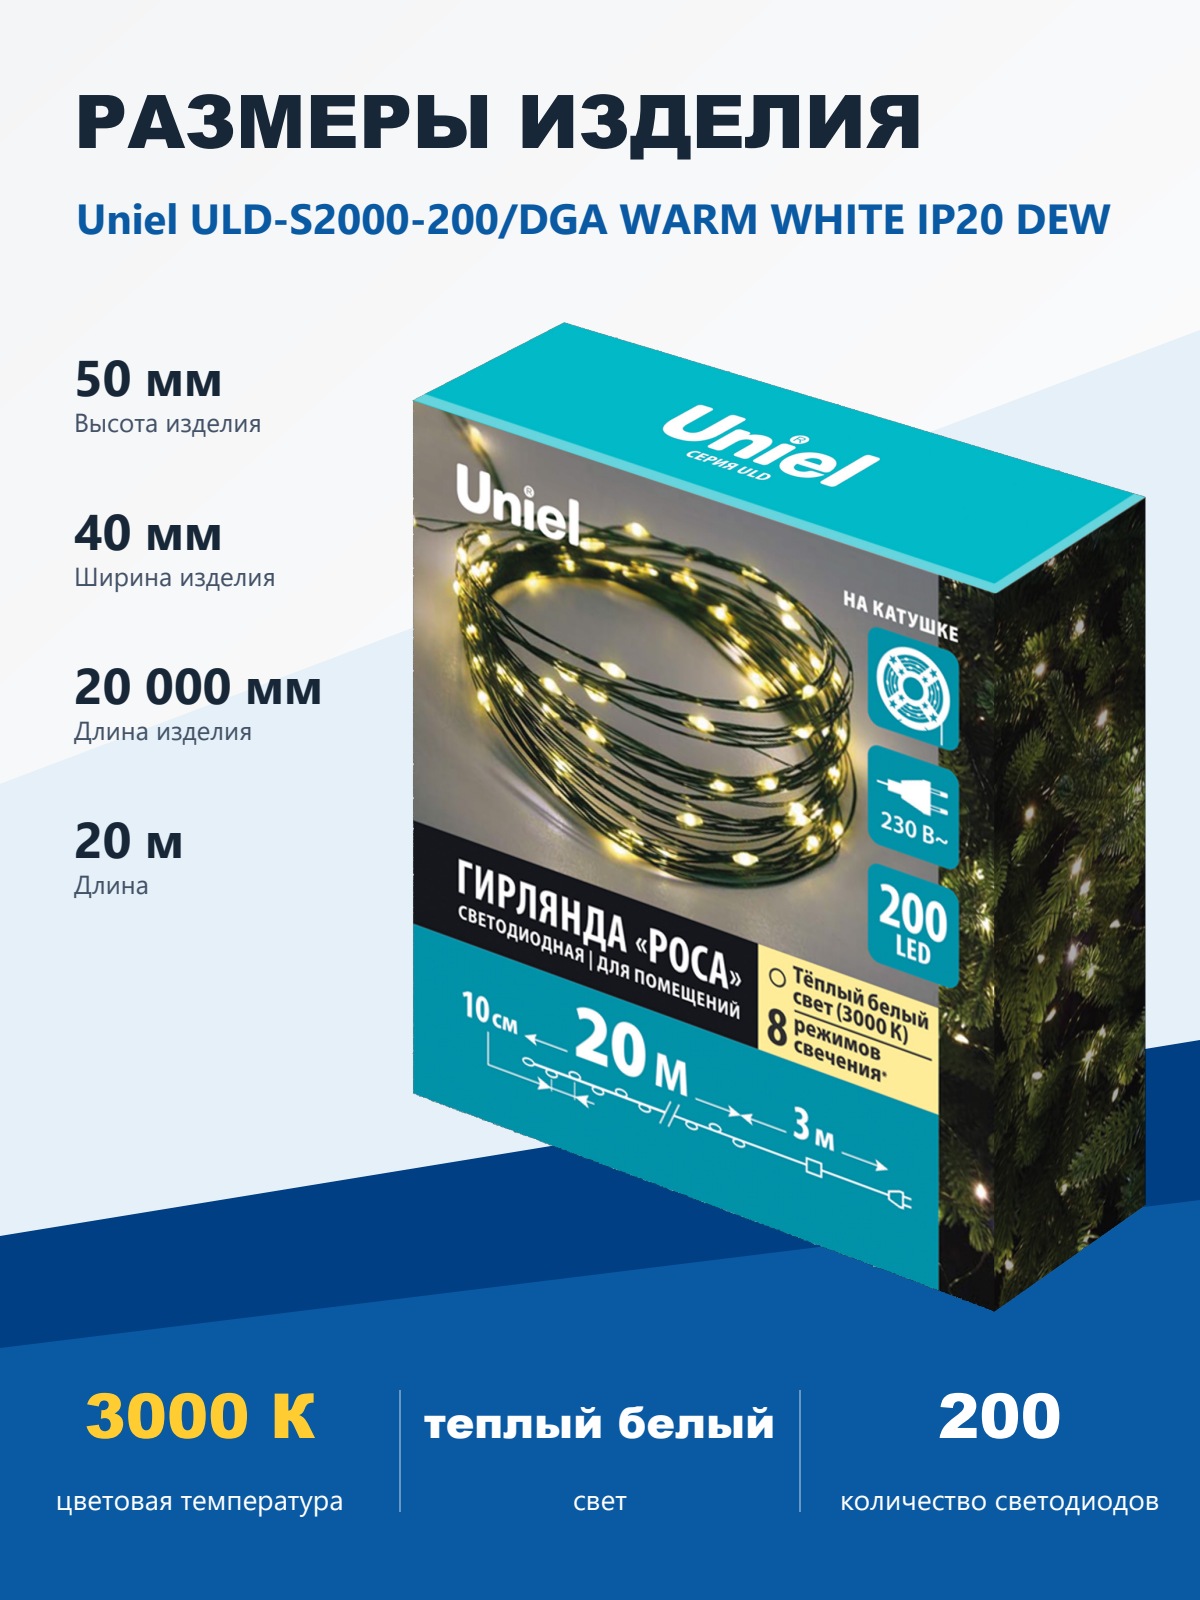 РАЗМЕРЫ ИЗДЕЛИЯ
Uniel ULD-S2000-200/DGA WARM WHITE IP20 DEW
50 мм
Высота изделия
40 мм
Ширина изделия
20 000 мм
Длина изделия
20 м
Длина
Uniel®
СЕРИЯ ULD
Uniel®
НА КАТУШКЕ
230 В~
200
LED
ГИРЛЯНДА «РОСА»
СВЕТОДИОДНАЯ | ДЛЯ ПОМЕЩЕНИЙ
Тёплый белый
свет (3000 К)
8 режимов
свечения*
10 см
20 м
3 м
3000 К
цветовая температура
теплый белый
свет
200
количество светодиодов